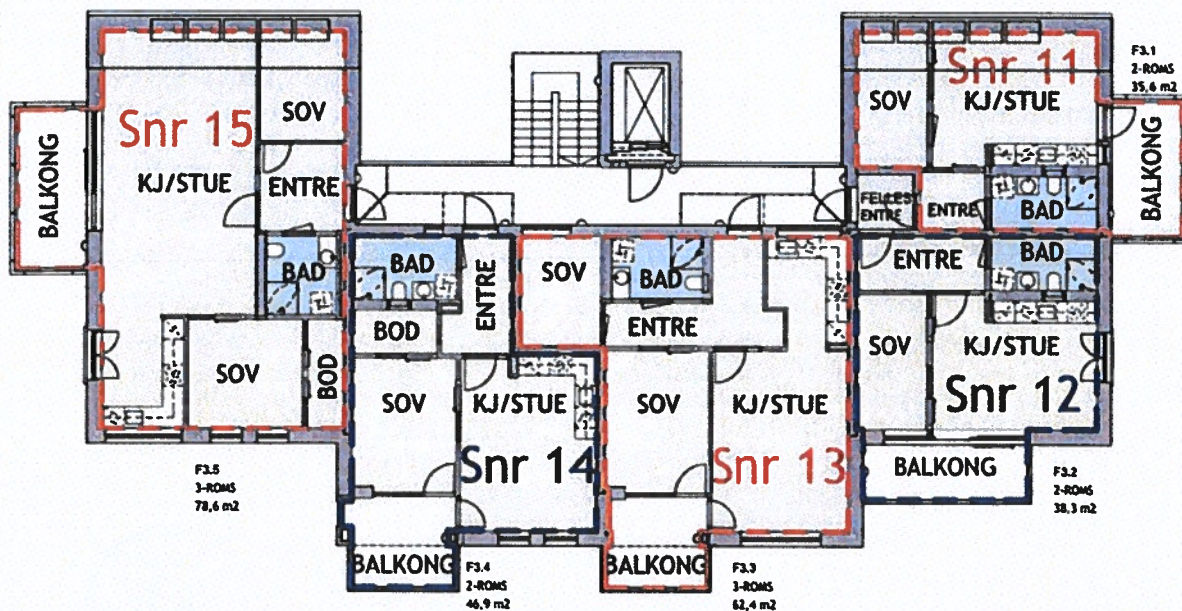 Snr 15
SOV
KJ/STUE
ENTRE
BALKONG
BAD
SOV
BOD
F3.5
3-ROMS
78,6 m2
BAD
ENTRE
BOD
SOV
KJ/STUE
Snr 14
BALKONG
F3.4
2-ROMS
46,9 m2
SOV
BAD
ENTRE
SOV
KJ/STUE
Snr 13
BALKONG
F3.3
3-ROMS
62,4 m2
Snr 11
SOV
KJ/STUE
F3.1
2-ROMS
35,6 m2
BALKONG
FELLES
ENTRE
ENTRE
BAD
ENTRE
BAD
SOV
KJ/STUE
Snr 12
BALKONG
F3.2
2-ROMS
38,3 m2